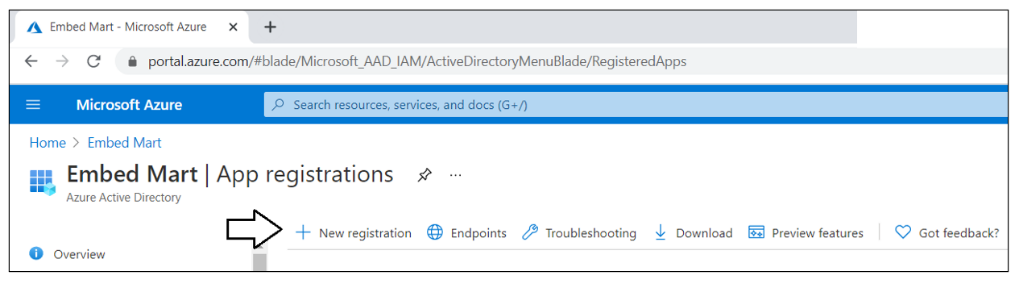 Embed Mart - Microsoft Azure
portal.azure.com/#blade/Microsoft_AAD_IAM/ActiveDirectoryMenuBlade/RegisteredApps
Microsoft Azure Search resources, services, and docs (G+/)
Home > Embed Mart
Embed Mart | App registrations ...
Azure Active Directory
New registration Endpoints Troubleshooting Download Preview features Got feedback?
Overview